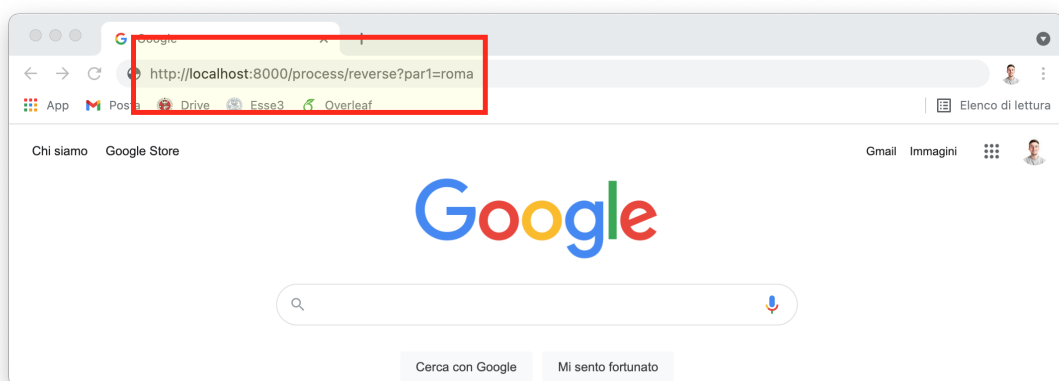 Google
http://localhost:8000/process/reverse?par1=roma
App Posta Drive Esse3 Overleaf Elenco di lettura
Chi siamo Google Store Gmail Immagini
Google
Cerca con Google Mi sento fortunato